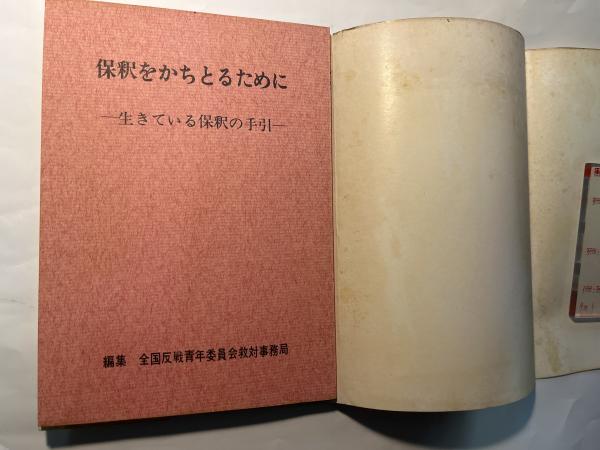 保釈をかちとるために
―生きている保釈の手引―
編集 全国反戦青年委員会救対事務局